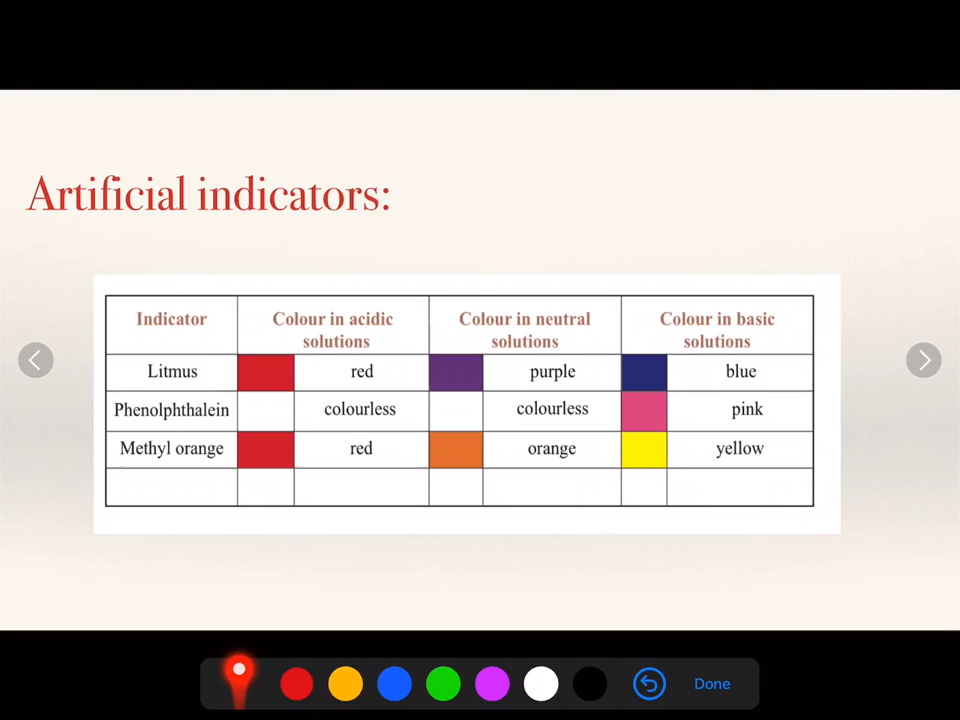 Artificial indicators:
Indicator Colour in acidic solutions Colour in neutral solutions Colour in basic solutions
Litmus red purple blue
Phenolphthalein colourless colourless pink
Methyl orange red orange yellow
Done